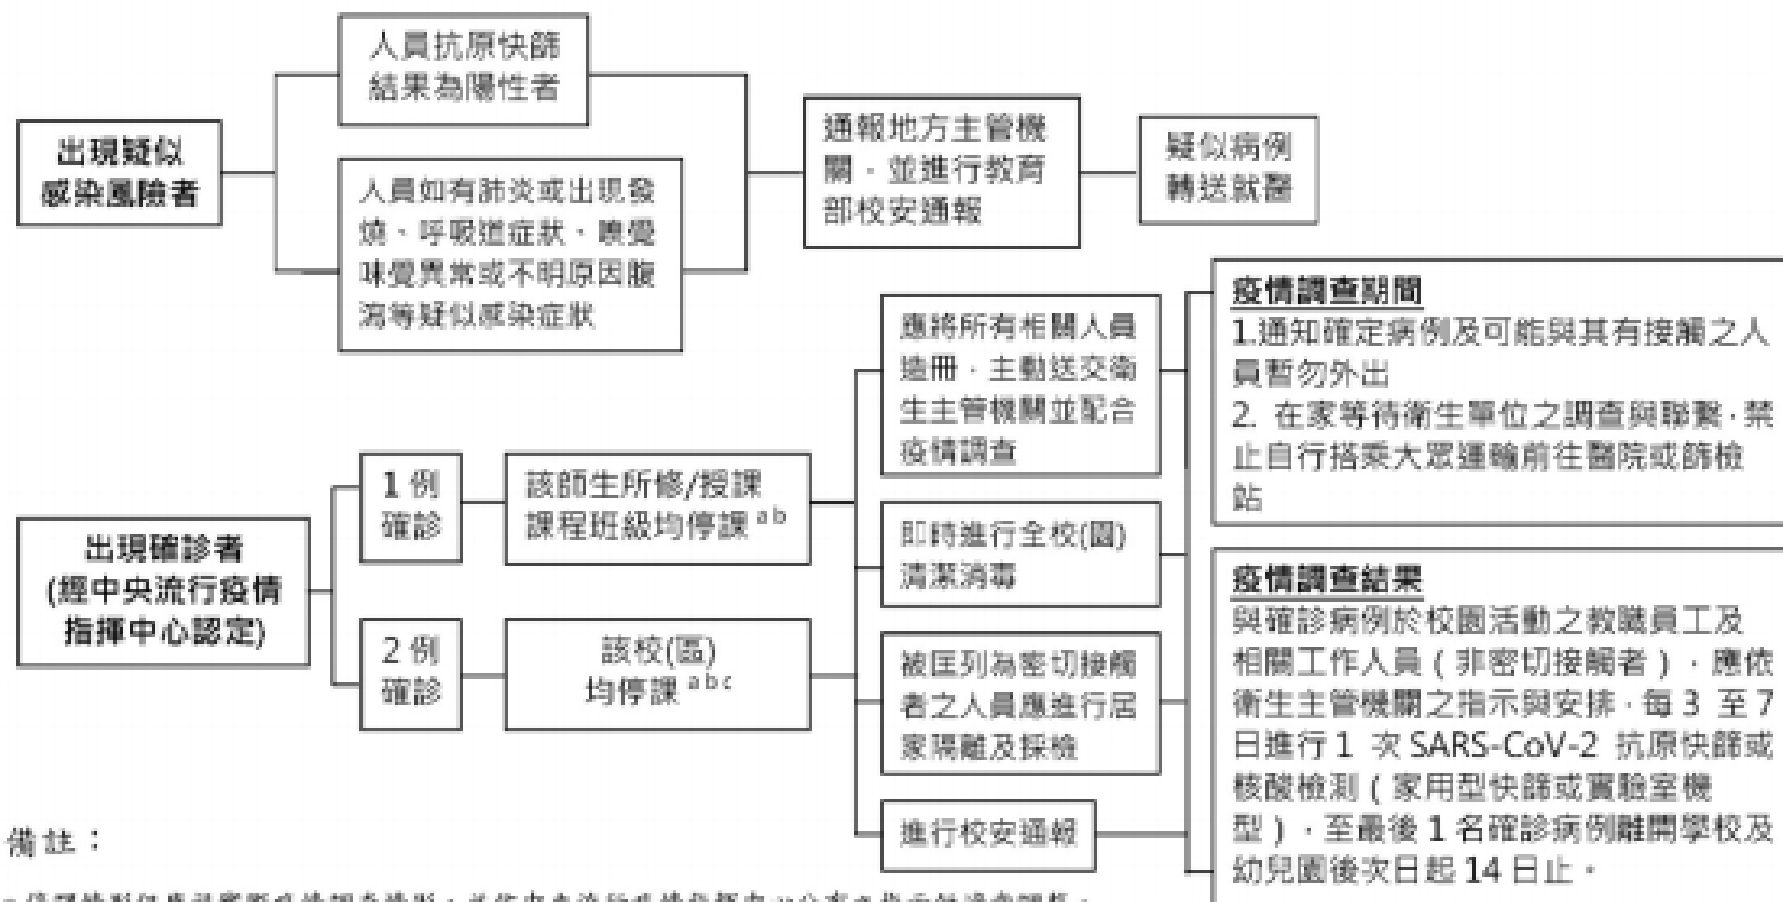 人員抗原快篩
結果為陽性者
出現疑似
感染風險者
人員如有肺炎或出現發
燒、呼吸道症狀、嗅覺
味覺異常或不明原因腹
瀉等疑似感染症狀
通報地方主管機
關，並進行教育
部校安通報
疑似病例
轉送就醫
出現確診者
(經中央流行疫情
指揮中心認定)
1 例
確診
該師生所修/授課
課程班級均停課 ab
2 例
確診
該校(區)
均停課 abc
應將所有相關人員
造冊，主動送交衛
生主管機關並配合
疫情調查
即時進行全校(園)
清潔消毒
被匡列為密切接觸
者之人員應進行居
家隔離及採檢
進行校安通報
疫情調查期間
1.通知確定病例及可能與其有接觸之人
員暫勿外出
2. 在家等待衛生單位之調查與聯繫，禁
止自行搭乘大眾運輸前往醫院或篩檢
站
疫情調查結果
與確診病例於校園活動之教職員工及
相關工作人員（非密切接觸者），應依
衛生主管機關之指示與安排，每 3 至 7
日進行 1 次 SARS-CoV-2 抗原快篩或
核酸檢測（家用型快篩或實驗室機
型），至最後 1 名確診病例離開學校及
幼兒園後次日起 14 日止。
備註：